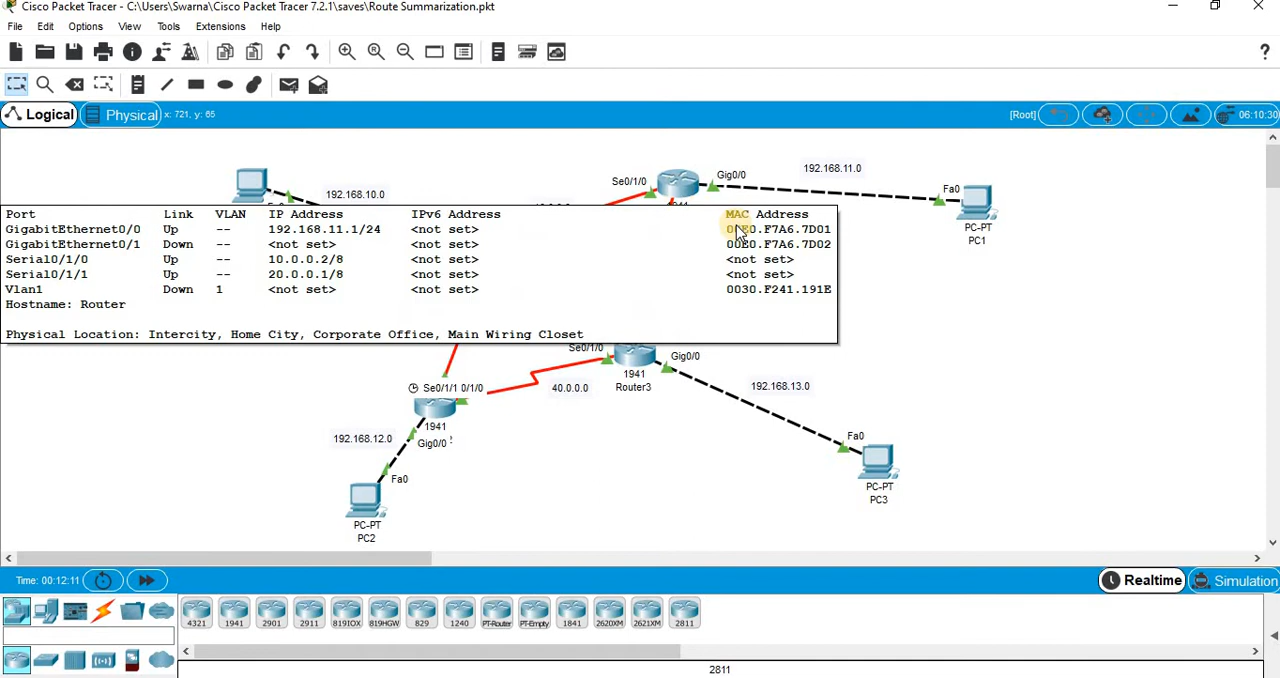 Cisco Packet Tracer - C:\Users\Swarna\Cisco Packet Tracer 7.2.1\saves\Route Summarization.pkt
File Edit Options View Tools Extensions Help
Logical Physical x: 721, y: 65 [Root] 06:10:30
192.168.11.0
Se0/1/0 Gig0/0
Fa0
192.168.10.0
PC-PT
PC1
Port Link VLAN IP Address IPv6 Address MAC Address
GigabitEthernet0/0 Up -- 192.168.11.1/24 <not set> 00E0.F7A6.7D01
GigabitEthernet0/1 Down -- <not set> <not set> 00E0.F7A6.7D02
Serial0/1/0 Up -- 10.0.0.2/8 <not set> <not set>
Serial0/1/1 Up -- 20.0.0.1/8 <not set> <not set>
Vlan1 Down 1 <not set> <not set> 0030.F241.191E
Hostname: Router
Physical Location: Intercity, Home City, Corporate Office, Main Wiring Closet
Se0/1/0 Gig0/0
1941
Router3
Se0/1/1 0/1/0 40.0.0.0 192.168.13.0
1941
192.168.12.0 Gig0/0
Fa0
Fa0
PC-PT
PC3
PC-PT
PC2
Time: 00:12:11 Realtime Simulation
4321 1941 2901 2911 819IOX 819HGW 829 1240 PT-Router PT-Empty 1841 2620XM 2621XM 2811
2811